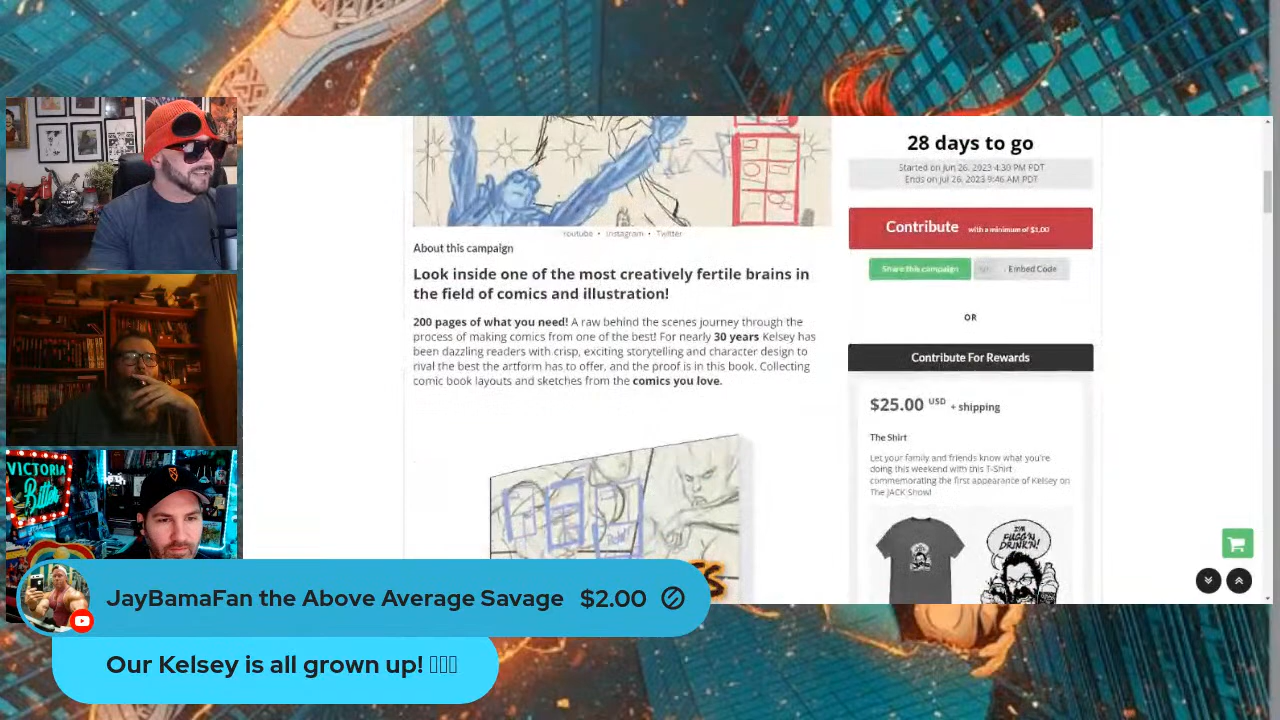 28 days to go
Started on Jun 26, 2023 4:30 PM PDT
Ends on Jul 26, 2023 9:46 AM PDT
Contribute with a minimum of $1.00
Share this campaign
Embed Code
OR
Contribute For Rewards
$25.00 USD + shipping
The Shirt
Let your family and friends know what you're
doing this weekend with this T-Shirt
commemorating the first appearance of Kelsey on
The JACK Show!
I'M
FUGG'N
DRINK'N!
Youtube • Instagram • Twitter
About this campaign
Look inside one of the most creatively fertile brains in
the field of comics and illustration!
200 pages of what you need! A raw behind the scenes journey through the
process of making comics from one of the best! For nearly 30 years Kelsey has
been dazzling readers with crisp, exciting storytelling and character design to
rival the best the artform has to offer, and the proof is in this book. Collecting
comic book layouts and sketches from the comics you love.
VICTORIA
Bitter
JayBamaFan the Above Average Savage $2.00
Our Kelsey is all grown up!